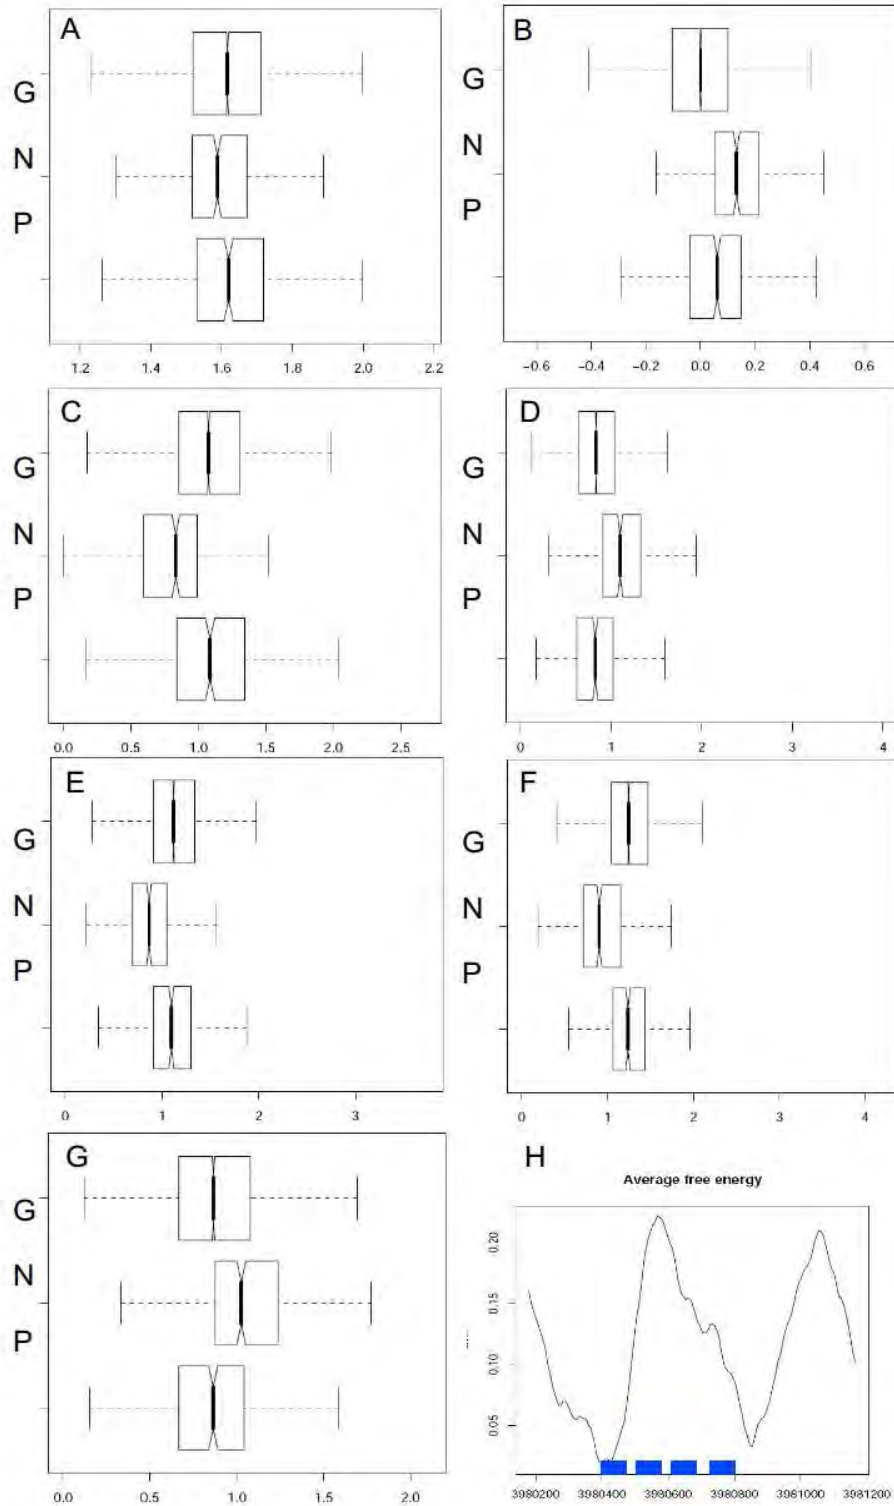 A
G
N
P
1.2 1.4 1.6 1.8 2.0 2.2
B
G
N
P
−0.6 −0.4 −0.2 0.0 0.2 0.4 0.6
C
G
N
P
0.0 0.5 1.0 1.5 2.0 2.5
D
G
N
P
0 1 2 3 4
E
G
N
P
0 1 2 3
F
G
N
P
0 1 2 3 4
G
G
N
P
0.0 0.5 1.0 1.5 2.0
H
Average free energy
0.20
0.15
0.10
0.05
3980200 3980400 3980600 3980800 3981000 3981200